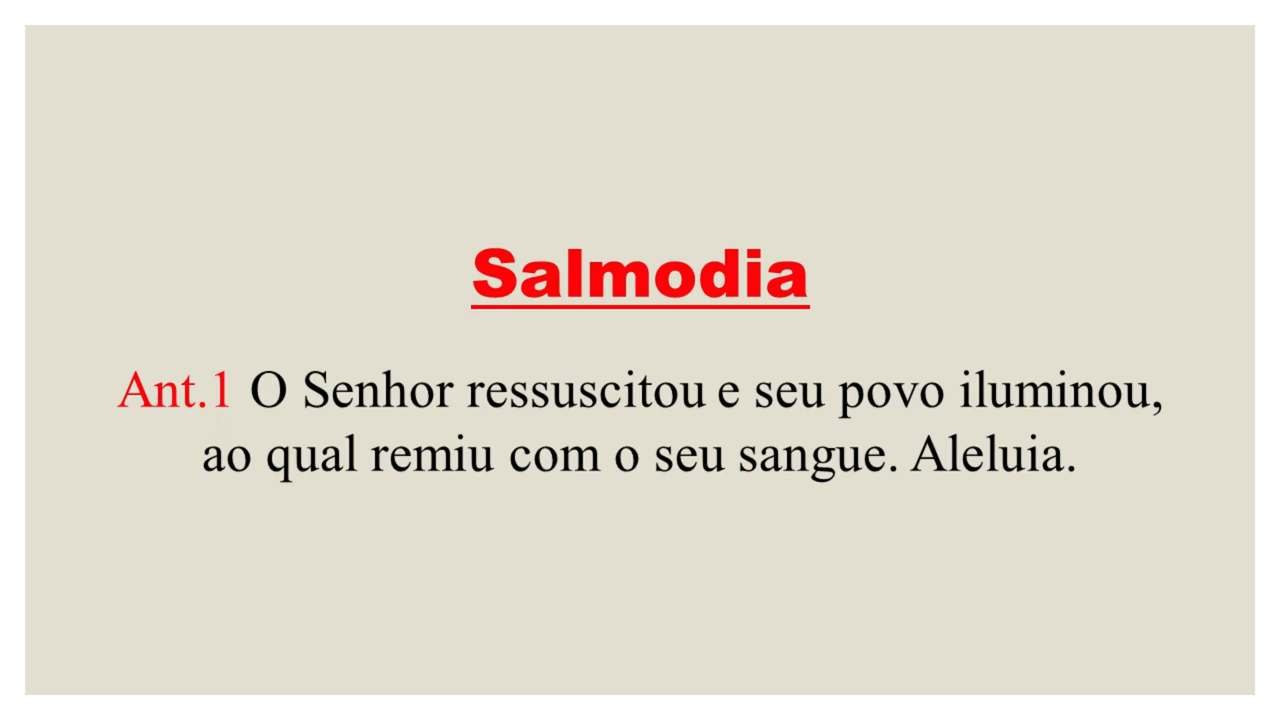 Salmodia
Ant.1 O Senhor ressuscitou e seu povo iluminou,
ao qual remiu com o seu sangue. Aleluia.